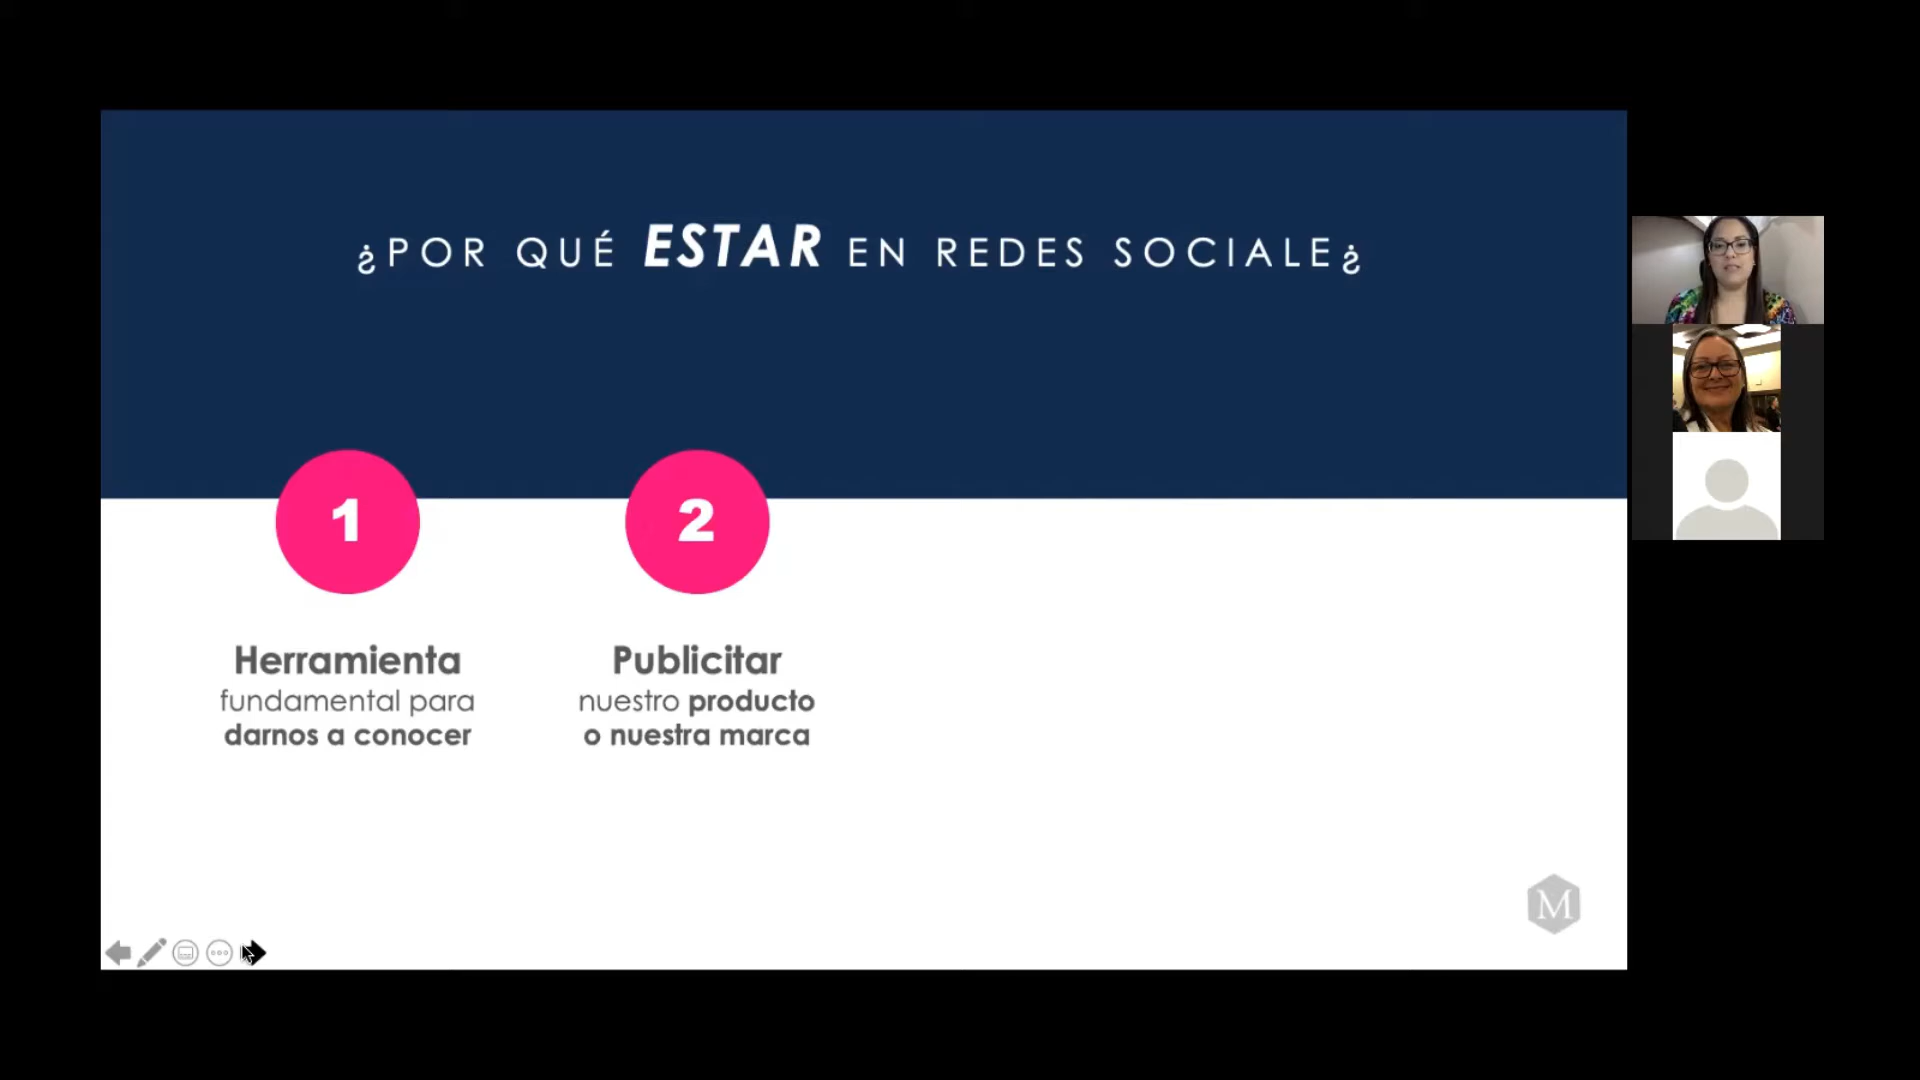 ¿POR QUÉ ESTAR EN REDES SOCIALE¿
1
Herramienta
fundamental para
darnos a conocer
2
Publicitar
nuestro producto
o nuestra marca
M